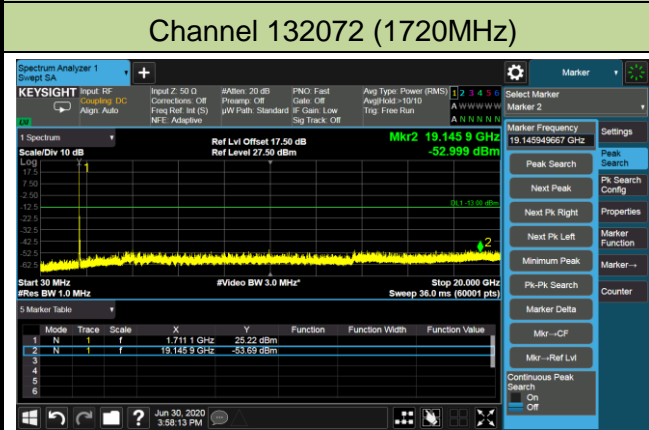 Channel 132072 (1720MHz)
Spectrum Analyzer 1
Swept SA
+
Marker
KEYSIGHT
Input: RF
Coupling: DC
Align: Auto
Input Z: 50 Ω
Corrections: Off
Freq Ref: Int (S)
NFE: Adaptive
#Atten: 20 dB
Preamp: Off
µW Path: Standard
PNO: Fast
Gate: Off
IF Gain: Low
Sig Track: Off
Avg Type: Power (RMS)
Avg|Hold:>10/10
Trig: Free Run
1 2 3 4 5 6
A W W W W W
A N N N N N
Select Marker
Marker 2
1 Spectrum
Scale/Div 10 dB
Ref Lvl Offset 17.50 dB
Ref Level 27.50 dBm
Mkr2 19.145 9 GHz
-52.999 dBm
Log
17.5
7.50
-2.50
-12.5
-22.5
-32.5
-42.5
-52.5
-62.5
1
DL1 -13.00 dBm
2
Start 30 MHz
#Res BW 1.0 MHz
#Video BW 3.0 MHz*
Stop 20.000 GHz
Sweep 36.0 ms (60001 pts)
5 Marker Table
Mode Trace Scale X Y Function Function Width Function Value
1 N 1 f 1.711 1 GHz 25.22 dBm
2 N 1 f 19.145 9 GHz -53.69 dBm
3
4
5
6
Marker Frequency
19.145949667 GHz
Peak Search
Next Peak
Next Pk Right
Next Pk Left
Minimum Peak
Pk-Pk Search
Marker Delta
Mkr→CF
Mkr→Ref Lvl
Continuous Peak
Search
On
Off
Settings
Peak
Search
Pk Search
Config
Properties
Marker
Function
Marker→
Counter
?
Jun 30, 2020
3:58:13 PM